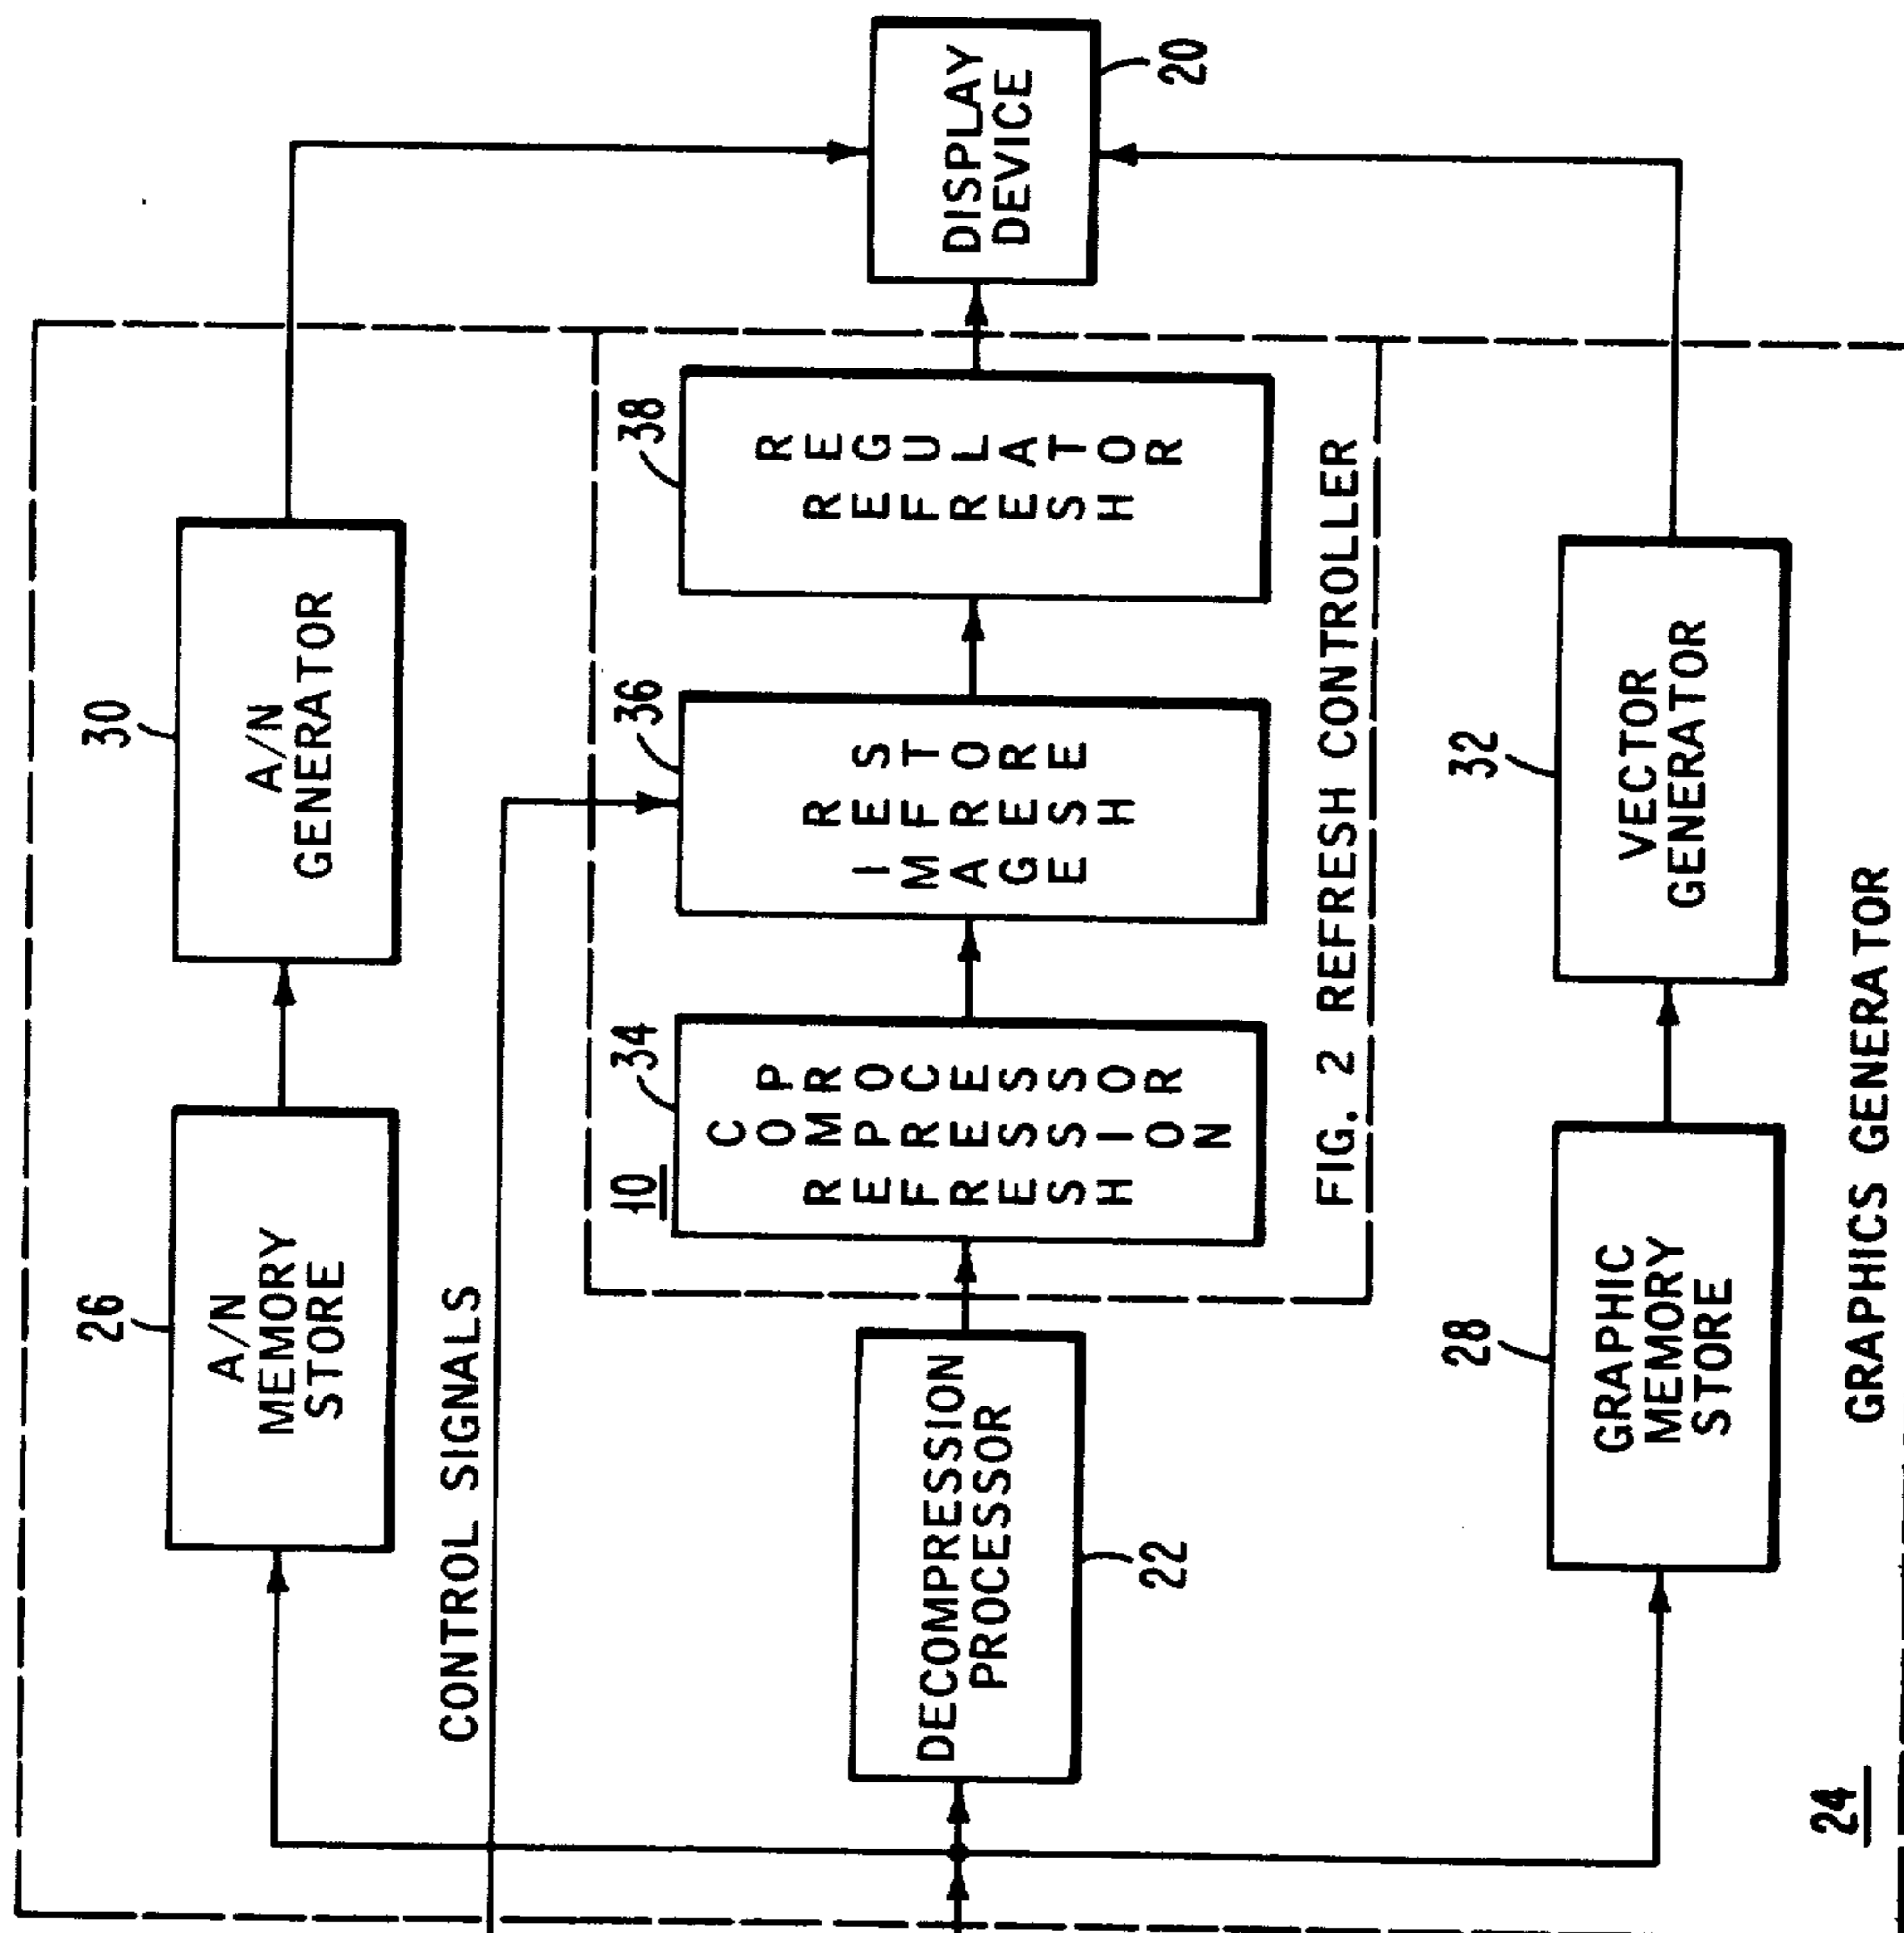 26
A/N
MEMORY
STORE
30
A/N
GENERATOR
CONTROL SIGNALS
DECOMPRESSION
PROCESSOR
22
10
34
REFRESH
COMPRESSION
PROCESSOR
36
IMAGE
REFRESH
STORE
38
REFRESH
REGULATOR
DISPLAY
DEVICE
20
FIG. 2 REFRESH CONTROLLER
28
GRAPHIC
MEMORY
STORE
32
VECTOR
GENERATOR
24
GRAPHICS GENERATOR